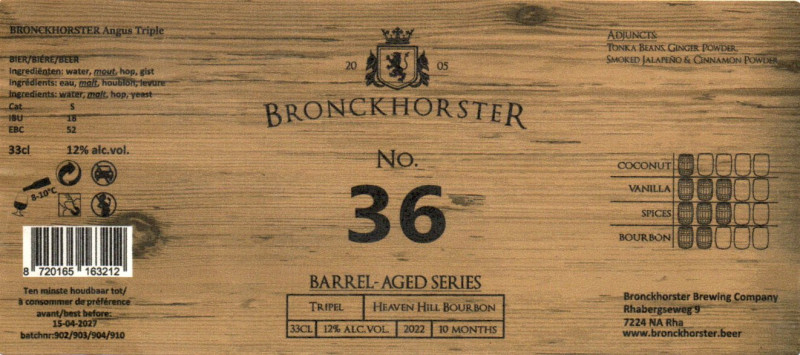 BRONCKHORSTER Angus Triple
BIER/BIÈRE/BEER
Ingrediënten: water, mout, hop, gist
Ingrédients: eau, malt, houblon, levure
Ingredients: water, malt, hop, yeast
Cat 5
IBU 18
EBC 52
33cl 12% alc.vol.
8-10°C
8 720165 163212
Ten minste houdbaar tot/
à consommer de préférence
avant/best before:
15-04-2027
batchnr:902/903/904/910
20 05
BRONCKHORSTER
No.
36
BARREL-AGED SERIES
TRIPEL HEAVEN HILL BOURBON
33CL 12% ALC.VOL. 2022 10 MONTHS
ADJUNCTS:
TONKA BEANS, GINGER POWDER,
SMOKED JALAPEÑO & CINNAMON POWDER
COCONUT
VANILLA
SPICES
BOURBON
Bronckhorster Brewing Company
Rhabergseweg 9
7224 NA Rha
www.bronckhorster.beer